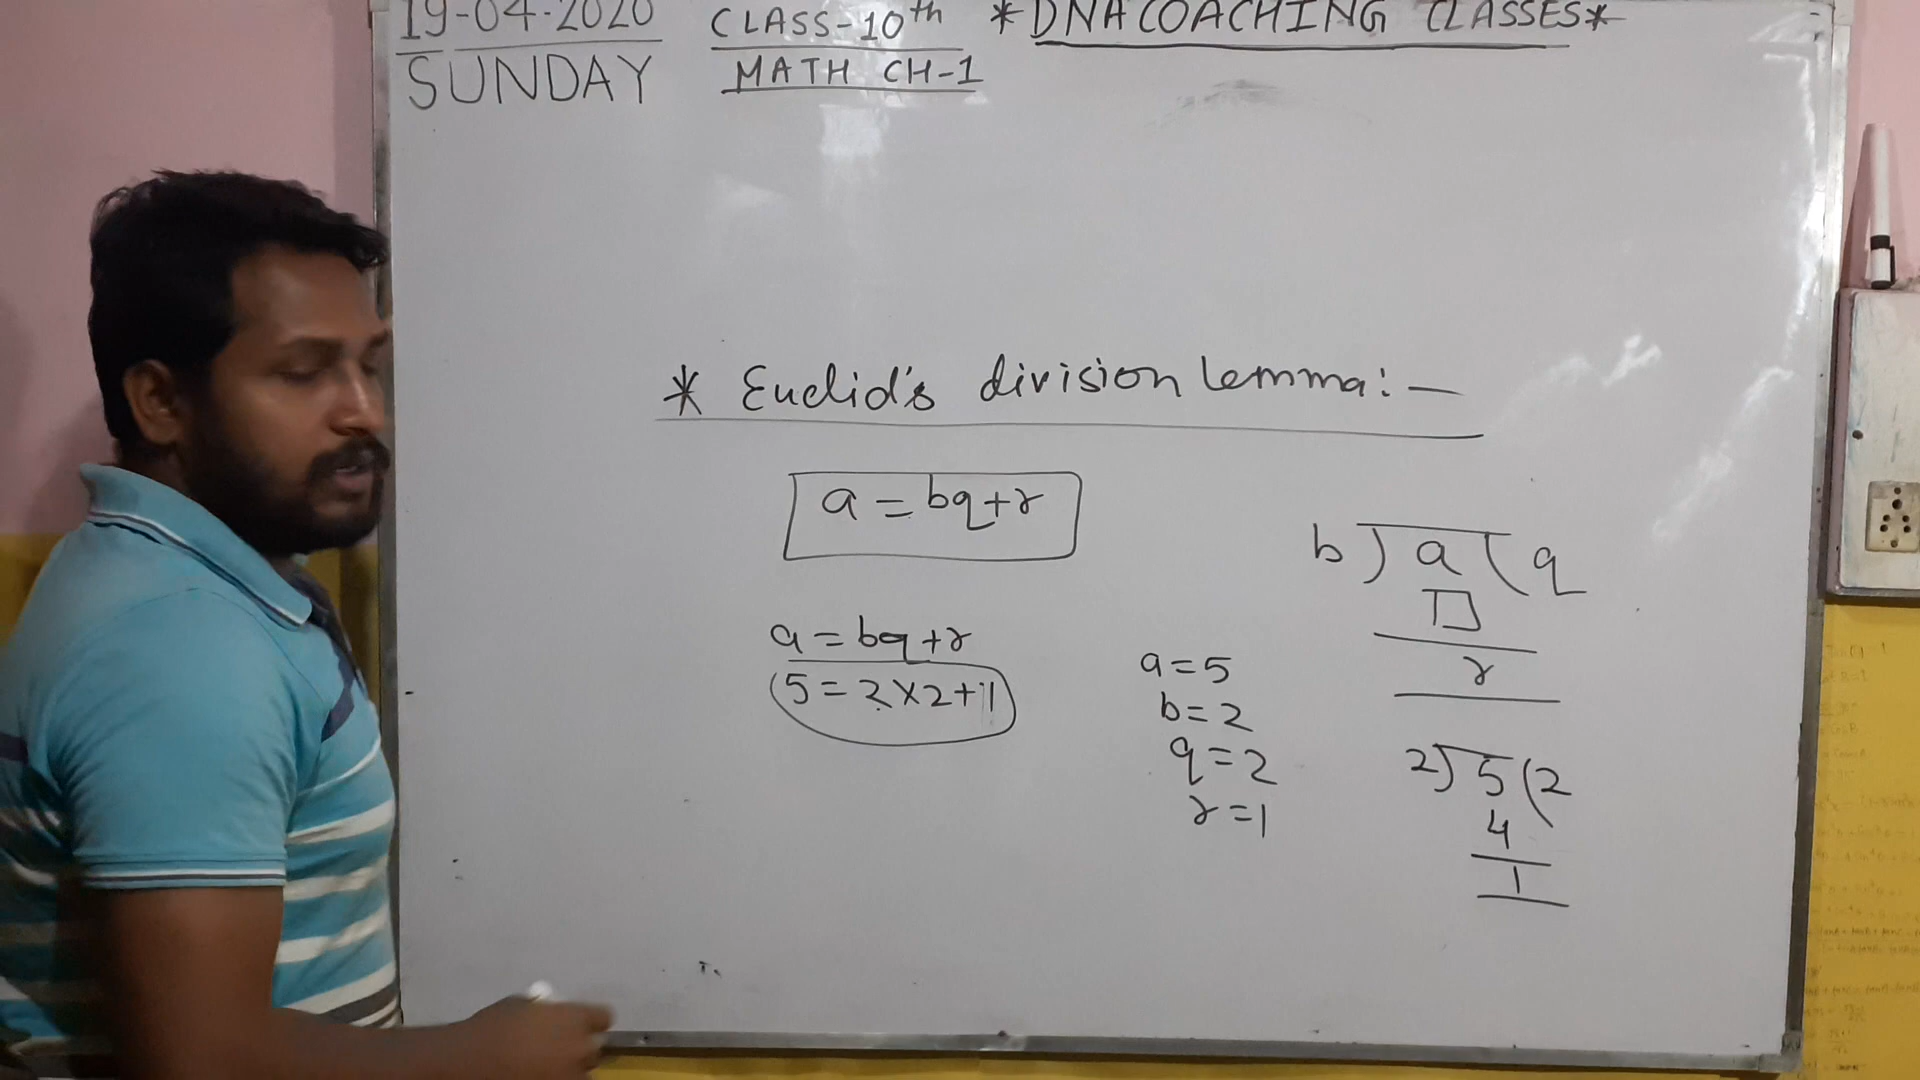 19-04-2020 CLASS-10th *DNA COACHING CLASSES*
SUNDAY MATH CH-1
* Euclid's division lemma:-
a = bq+r
b) a ( q
r
a = bq+r
5 = 2×2+1
a=5
b=2
q=2
r=1
2) 5 ( 2
4
1